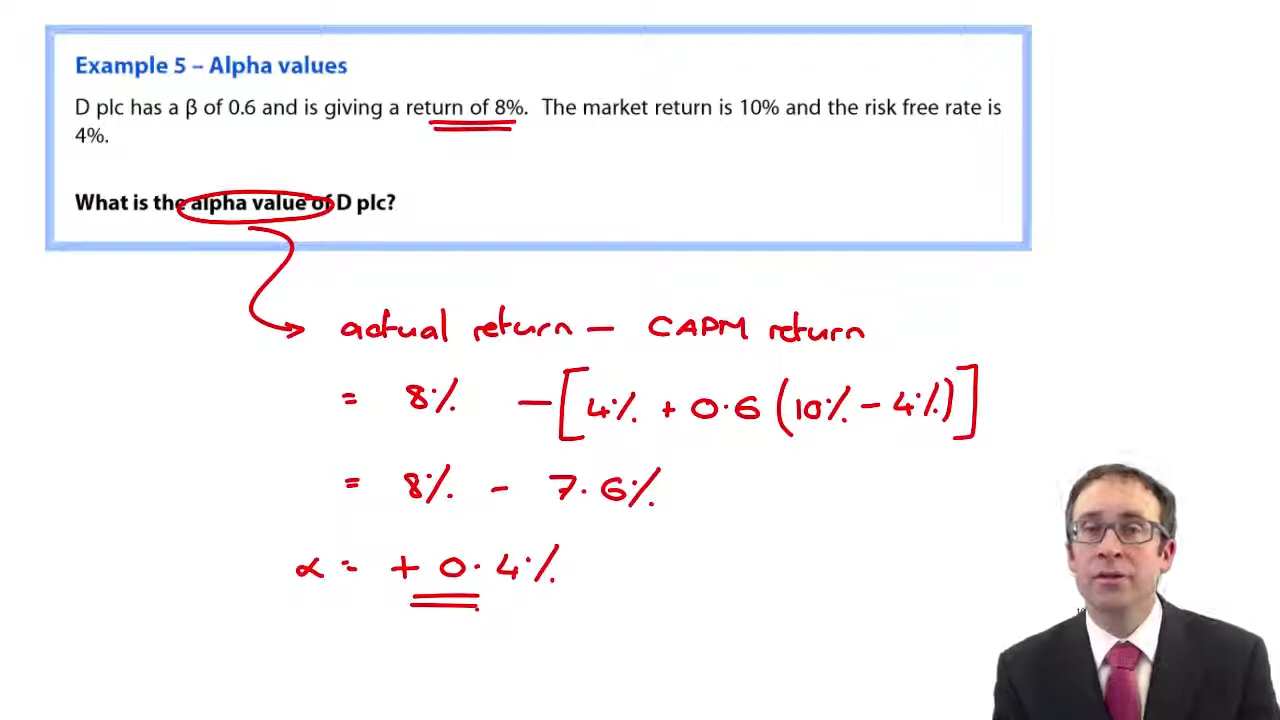 Example 5 – Alpha values
D plc has a β of 0.6 and is giving a return of 8%. The market return is 10% and the risk free rate is
4%.
What is the alpha value of D plc?
actual return – CAPM return
= 8% – [4% + 0.6 (10% – 4%)]
= 8% – 7.6%
α = + 0.4%